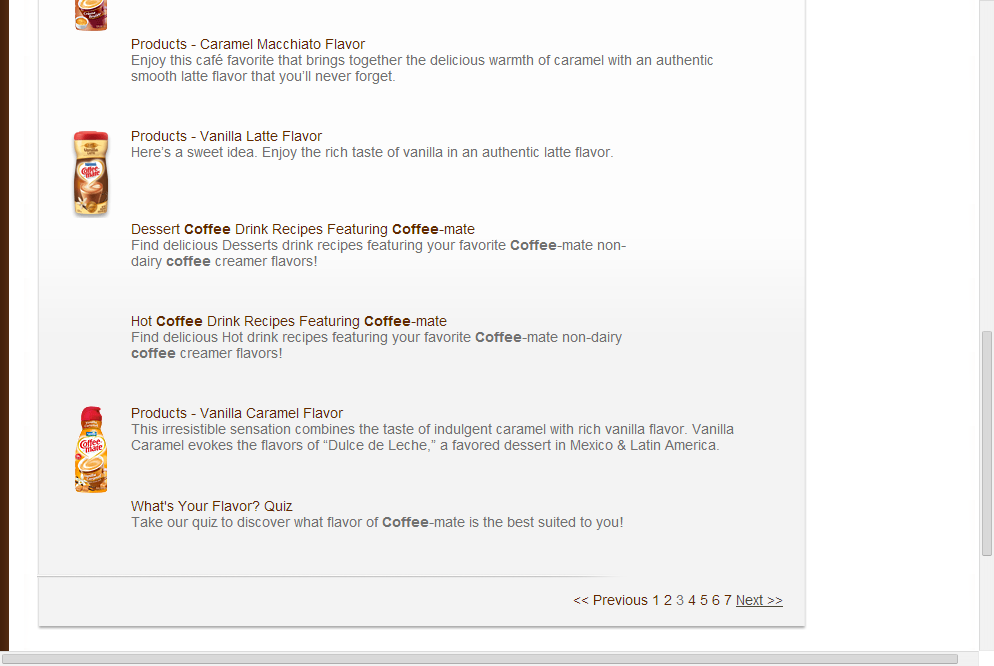 Products - Caramel Macchiato Flavor
Enjoy this café favorite that brings together the delicious warmth of caramel with an authentic
smooth latte flavor that you'll never forget.
Products - Vanilla Latte Flavor
Here's a sweet idea. Enjoy the rich taste of vanilla in an authentic latte flavor.
Coffee-mate
Dessert Coffee Drink Recipes Featuring Coffee-mate
Find delicious Desserts drink recipes featuring your favorite Coffee-mate non-
dairy coffee creamer flavors!
Hot Coffee Drink Recipes Featuring Coffee-mate
Find delicious Hot drink recipes featuring your favorite Coffee-mate non-dairy
coffee creamer flavors!
Products - Vanilla Caramel Flavor
This irresistible sensation combines the taste of indulgent caramel with rich vanilla flavor. Vanilla
Caramel evokes the flavors of “Dulce de Leche,” a favored dessert in Mexico & Latin America.
Coffee-mate
What's Your Flavor? Quiz
Take our quiz to discover what flavor of Coffee-mate is the best suited to you!
<< Previous 1 2 3 4 5 6 7 Next >>